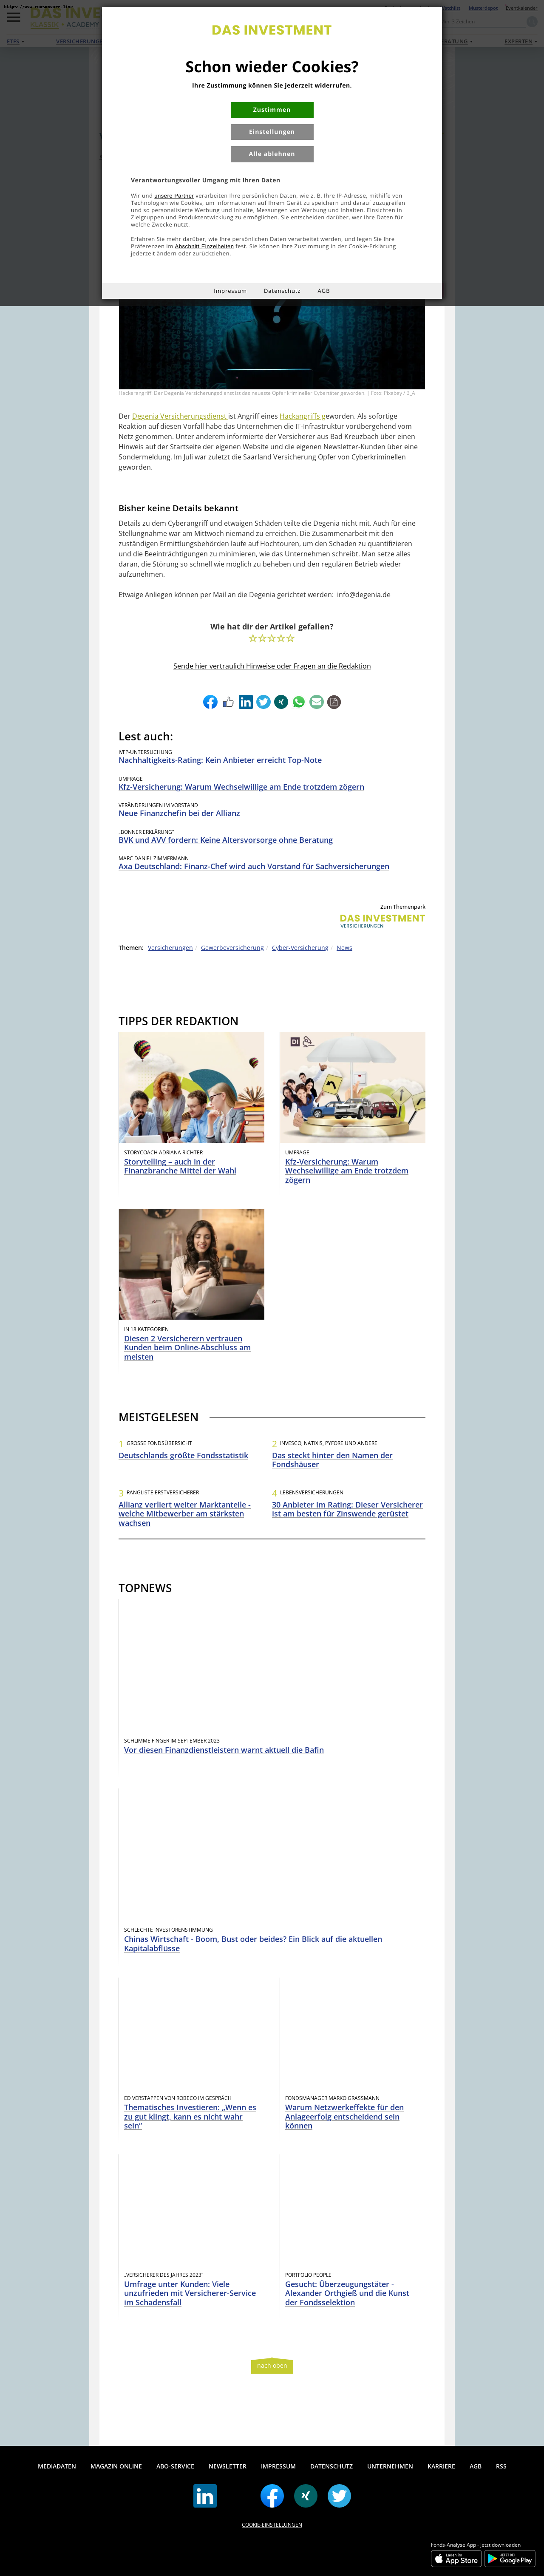 https://www.ransomware.live
DAS INVESTMENT
Schon wieder Cookies?
Ihre Zustimmung können Sie jederzeit widerrufen.
Zustimmen
Einstellungen
Alle ablehnen
Verantwortungsvoller Umgang mit Ihren Daten
Wir und unsere Partner verarbeiten Ihre persönlichen Daten, wie z. B. Ihre IP-Adresse, mithilfe von
Technologien wie Cookies, um Informationen auf Ihrem Gerät zu speichern und darauf zuzugreifen
und so personalisierte Werbung und Inhalte, Messungen von Werbung und Inhalten, Einsichten in
Zielgruppen und Produktentwicklung zu ermöglichen. Sie entscheiden darüber, wer Ihre Daten für
welche Zwecke nutzt.
Erfahren Sie mehr darüber, wie Ihre persönlichen Daten verarbeitet werden, und legen Sie Ihre
Präferenzen im Abschnitt Einzelheiten fest. Sie können Ihre Zustimmung in der Cookie-Erklärung
jederzeit ändern oder zurückziehen.
Impressum Datenschutz AGB
Hackerangriff: Der Degenia Versicherungsdienst ist das neueste Opfer krimineller Cybertäter geworden. | Foto: Pixabay / B_A
Der Degenia Versicherungsdienst ist Angriff eines Hackangriffs geworden. Als sofortige
Reaktion auf diesen Vorfall habe das Unternehmen die IT-Infrastruktur vorübergehend vom
Netz genommen. Unter anderem informierte der Versicherer aus Bad Kreuzbach über einen
Hinweis auf der Startseite der eigenen Website und die eigenen Newsletter-Kunden über eine
Sondermeldung. Im Juli war zuletzt die Saarland Versicherung Opfer von Cyberkriminellen
geworden.
Bisher keine Details bekannt
Details zu dem Cyberangriff und etwaigen Schäden teilte die Degenia nicht mit. Auch für eine
Stellungnahme war am Mittwoch niemand zu erreichen. Die Zusammenarbeit mit den
zuständigen Ermittlungsbehörden laufe auf Hochtouren, um den Schaden zu quantifizieren
und die Beeinträchtigungen zu minimieren, wie das Unternehmen schreibt. Man setze alles
daran, die Störung so schnell wie möglich zu beheben und den regulären Betrieb wieder
aufzunehmen.
Etwaige Anliegen können per Mail an die Degenia gerichtet werden: info@degenia.de
Wie hat dir der Artikel gefallen?
Sende hier vertraulich Hinweise oder Fragen an die Redaktion
Lest auch:
IVFP-UNTERSUCHUNG
Nachhaltigkeits-Rating: Kein Anbieter erreicht Top-Note
UMFRAGE
Kfz-Versicherung: Warum Wechselwillige am Ende trotzdem zögern
VERÄNDERUNGEN IM VORSTAND
Neue Finanzchefin bei der Allianz
„BONNER ERKLÄRUNG“
BVK und AVV fordern: Keine Altersvorsorge ohne Beratung
MARC DANIEL ZIMMERMANN
Axa Deutschland: Finanz-Chef wird auch Vorstand für Sachversicherungen
Zum Themenpark
DAS INVESTMENT
VERSICHERUNGEN
Themen: Versicherungen / Gewerbeversicherung / Cyber-Versicherung / News
TIPPS DER REDAKTION
STORYCOACH ADRIANA RICHTER
Storytelling – auch in der
Finanzbranche Mittel der Wahl
UMFRAGE
Kfz-Versicherung: Warum
Wechselwillige am Ende trotzdem
zögern
IN 18 KATEGORIEN
Diesen 2 Versicherern vertrauen
Kunden beim Online-Abschluss am
meisten
MEISTGELESEN
1 GROSSE FONDSÜBERSICHT
Deutschlands größte Fondsstatistik
2 INVESCO, NATIXIS, PYFORE UND ANDERE
Das steckt hinter den Namen der
Fondshäuser
3 RANGLISTE ERSTVERSICHERER
Allianz verliert weiter Marktanteile -
welche Mitbewerber am stärksten
wachsen
4 LEBENSVERSICHERUNGEN
30 Anbieter im Rating: Dieser Versicherer
ist am besten für Zinswende gerüstet
TOPNEWS
SCHLIMME FINGER IM SEPTEMBER 2023
Vor diesen Finanzdienstleistern warnt aktuell die Bafin
SCHLECHTE INVESTORENSTIMMUNG
Chinas Wirtschaft - Boom, Bust oder beides? Ein Blick auf die aktuellen
Kapitalabflüsse
ED VERSTAPPEN VON ROBECO IM GESPRÄCH
Thematisches Investieren: „Wenn es
zu gut klingt, kann es nicht wahr
sein“
FONDSMANAGER MARKO GRASSMANN
Warum Netzwerkeffekte für den
Anlageerfolg entscheidend sein
können
„VERSICHERER DES JAHRES 2023“
Umfrage unter Kunden: Viele
unzufrieden mit Versicherer-Service
im Schadensfall
PORTFOLIO PEOPLE
Gesucht: Überzeugungstäter -
Alexander Orthgieß und die Kunst
der Fondsselektion
nach oben
MEDIADATEN MAGAZIN ONLINE ABO-SERVICE NEWSLETTER IMPRESSUM DATENSCHUTZ UNTERNEHMEN KARRIERE AGB RSS
COOKIE-EINSTELLUNGEN
Fonds-Analyse App - jetzt downloaden
Laden im
App Store
JETZT BEI
Google Play